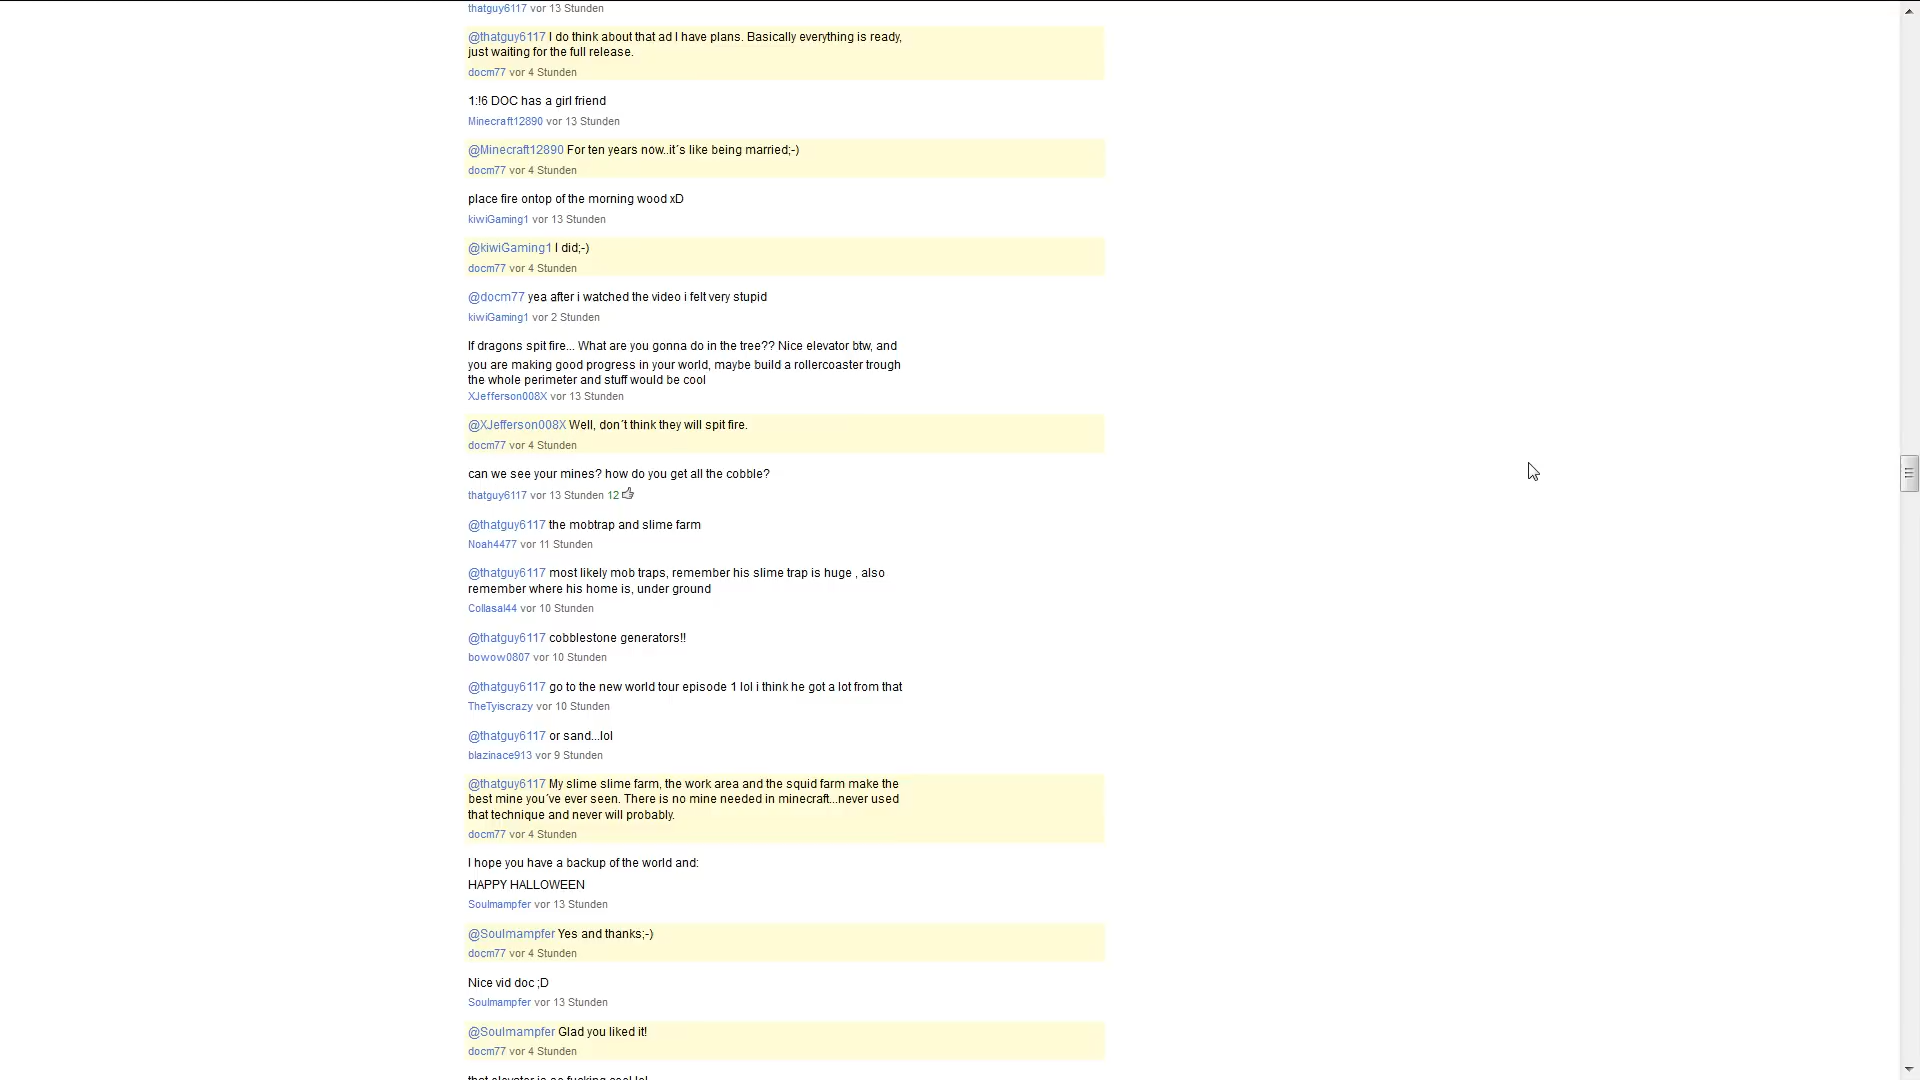 thatguy6117 vor 13 Stunden
@thatguy6117 I do think about that ad I have plans. Basically everything is ready,
just waiting for the full release.
docm77 vor 4 Stunden
1:!6 DOC has a girl friend
Minecraft12890 vor 13 Stunden
@Minecraft12890 For ten years now..it´s like being married;-)
docm77 vor 4 Stunden
place fire ontop of the morning wood xD
kiwiGaming1 vor 13 Stunden
@kiwiGaming1 I did;-)
docm77 vor 4 Stunden
@docm77 yea after i watched the video i felt very stupid
kiwiGaming1 vor 2 Stunden
If dragons spit fire... What are you gonna do in the tree?? Nice elevator btw, and
you are making good progress in your world, maybe build a rollercoaster trough
the whole perimeter and stuff would be cool
XJefferson008X vor 13 Stunden
@XJefferson008X Well, don´t think they will spit fire.
docm77 vor 4 Stunden
can we see your mines? how do you get all the cobble?
thatguy6117 vor 13 Stunden 12
@thatguy6117 the mobtrap and slime farm
Noah4477 vor 11 Stunden
@thatguy6117 most likely mob traps, remember his slime trap is huge , also
remember where his home is, under ground
Collasal44 vor 10 Stunden
@thatguy6117 cobblestone generators!!
bowow0807 vor 10 Stunden
@thatguy6117 go to the new world tour episode 1 lol i think he got a lot from that
TheTyiscrazy vor 10 Stunden
@thatguy6117 or sand...lol
blazinace913 vor 9 Stunden
@thatguy6117 My slime slime farm, the work area and the squid farm make the
best mine you´ve ever seen. There is no mine needed in minecraft...never used
that technique and never will probably.
docm77 vor 4 Stunden
I hope you have a backup of the world and:
HAPPY HALLOWEEN
Soulmampfer vor 13 Stunden
@Soulmampfer Yes and thanks;-)
docm77 vor 4 Stunden
Nice vid doc ;D
Soulmampfer vor 13 Stunden
@Soulmampfer Glad you liked it!
docm77 vor 4 Stunden
that elevator is so fucking cool lol